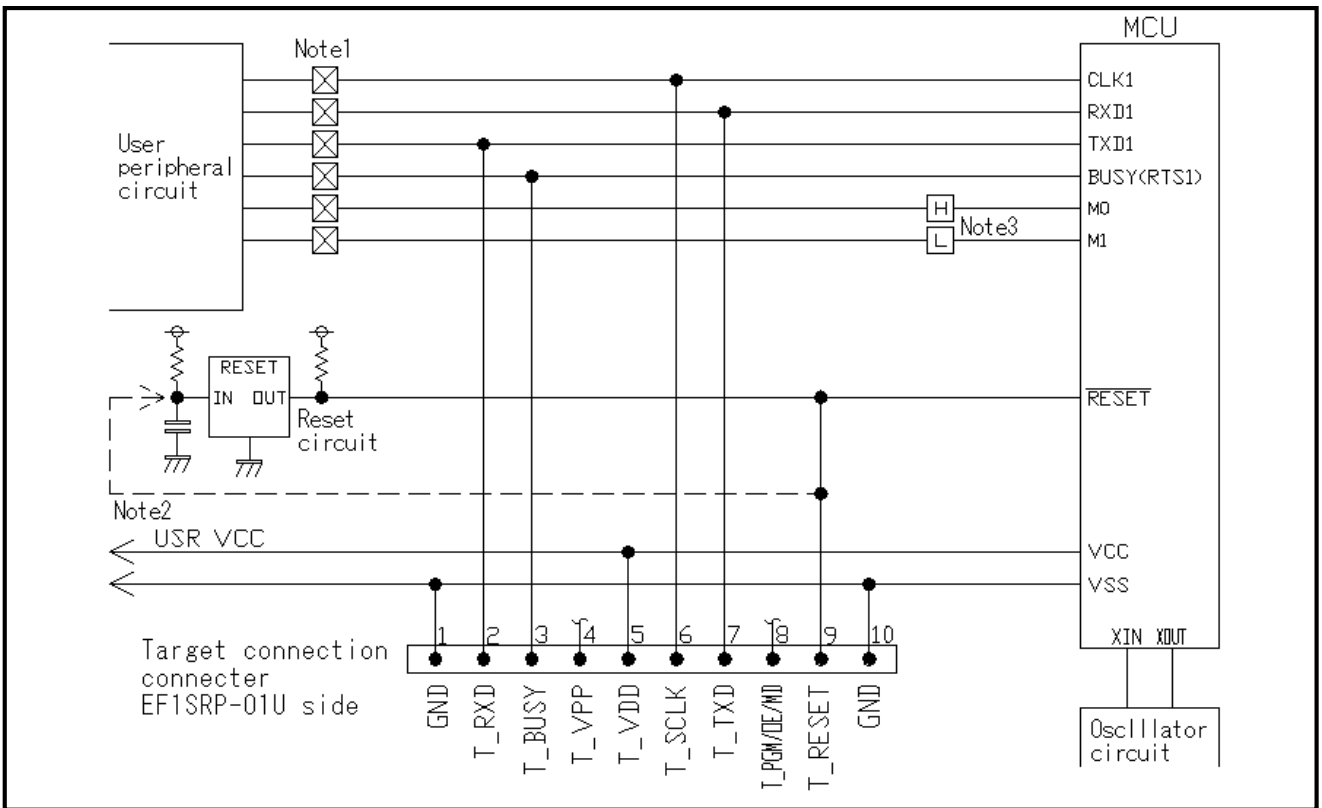 MCU
Note1
CLK1
RXD1
User
peripheral
circuit
TXD1
BUSY(RTS1)
H
M0
Note3
L
M1
RESET
IN OUT
Reset
circuit
RESET
Note2
USR VCC
VCC
VSS
XIN XOUT
1 2 3 4 5 6 7 8 9 10
Target connection
connecter
EF1SRP-01U side
GND
T_RXD
T_BUSY
T_VPP
T_VDD
T_SCLK
T_TXD
T_PGM/OE/MD
T_RESET
GND
Osclllator
circuit